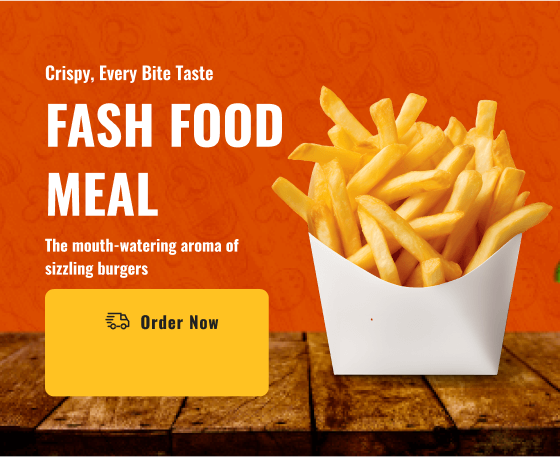 Crispy, Every Bite Taste
FASH FOOD
MEAL
The mouth-watering aroma of
sizzling burgers
Order Now